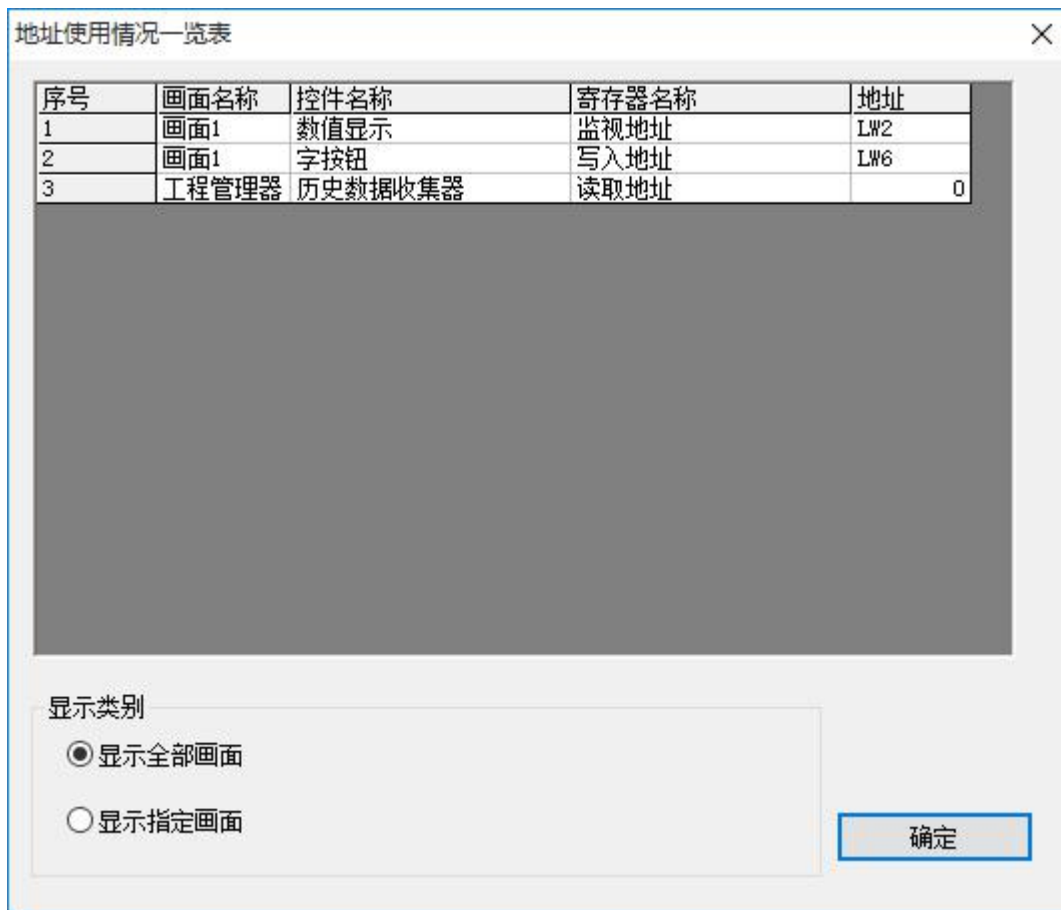 地址使用情况一览表
序号 画面名称 控件名称 寄存器名称 地址
1 画面1 数值显示 监视地址 LW2
2 画面1 字按钮 写入地址 LW6
3 工程管理器 历史数据收集器 读取地址 0
显示类别
显示全部画面
显示指定画面
确定